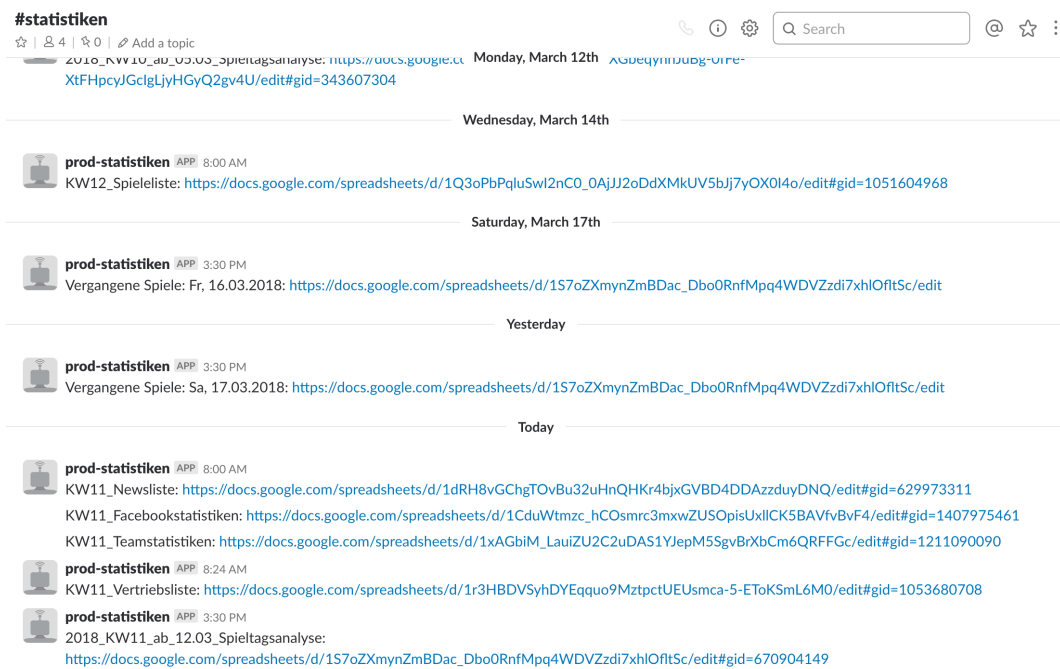 #statistiken
4 | 0 | Add a topic
Search
2018_KW10_ab_05.03_Spieltagsanalyse: https://docs.google.co
Monday, March 12th
XtFHpcyJGclgLjyHGyQ2gv4U/edit#gid=343607304
Wednesday, March 14th
prod-statistiken APP 8:00 AM
KW12_Spieleliste: https://docs.google.com/spreadsheets/d/1Q3oPbPqluSwI2nC0_0AjJJ2oDdXMkUV5bJj7yOX0I4o/edit#gid=1051604968
Saturday, March 17th
prod-statistiken APP 3:30 PM
Vergangene Spiele: Fr, 16.03.2018: https://docs.google.com/spreadsheets/d/1S7oZXmynZmBDac_Dbo0RnfMpq4WDVZzdi7xhlOfltSc/edit
Yesterday
prod-statistiken APP 3:30 PM
Vergangene Spiele: Sa, 17.03.2018: https://docs.google.com/spreadsheets/d/1S7oZXmynZmBDac_Dbo0RnfMpq4WDVZzdi7xhlOfltSc/edit
Today
prod-statistiken APP 8:00 AM
KW11_Newsliste: https://docs.google.com/spreadsheets/d/1dRH8vGChgTOvBu32uHnQHKr4bjxGVBD4DDAzzduyDNQ/edit#gid=629973311
KW11_Facebookstatistiken: https://docs.google.com/spreadsheets/d/1CduWtmzc_hCOsmrc3mxwZUSOpisUxllCK5BAVfvBvF4/edit#gid=1407975461
KW11_Teamstatistiken: https://docs.google.com/spreadsheets/d/1xAGbiM_LauiZU2C2uDAS1YJepM5SgvBrXbCm6QRFFGc/edit#gid=1211090090
prod-statistiken APP 8:24 AM
KW11_Vertriebsliste: https://docs.google.com/spreadsheets/d/1r3HBDVSyhDYEqquo9MztpctUEUsmca-5-EToKSmL6M0/edit#gid=1053680708
prod-statistiken APP 3:30 PM
2018_KW11_ab_12.03_Spieltagsanalyse:
https://docs.google.com/spreadsheets/d/1S7oZXmynZmBDac_Dbo0RnfMpq4WDVZzdi7xhlOfltSc/edit#gid=670904149